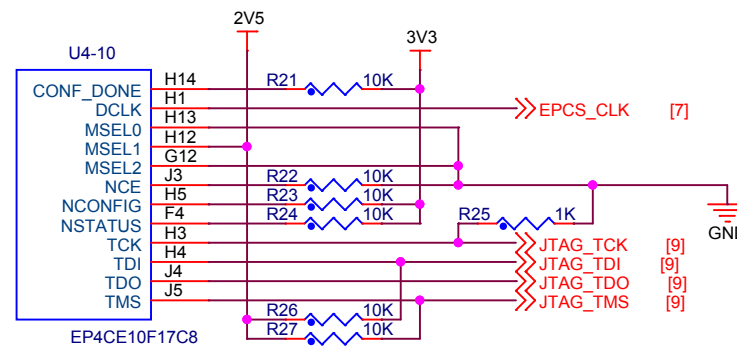 2V5
3V3
U4-10
CONF_DONE H14 R21 10K
DCLK H1 EPCS_CLK [7]
MSEL0 H13
MSEL1 H12
MSEL2 G12
NCE J3 R22 10K
NCONFIG H5 R23 10K
NSTATUS F4 R24 10K R25 1K
GND
TCK H3 JTAG_TCK [9]
TDI H4 JTAG_TDI [9]
TDO J4 JTAG_TDO [9]
TMS J5 JTAG_TMS [9]
R26 10K
R27 10K
EP4CE10F17C8